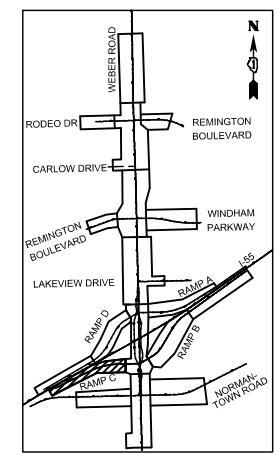 N
WEBER ROAD
RODEO DR
REMINGTON
BOULEVARD
CARLOW DRIVE
REMINGTON
BOULEVARD
WINDHAM
PARKWAY
LAKEVIEW DRIVE
I-55
RAMP A
RAMP D
RAMP B
RAMP C
NORMAN-
TOWN ROAD